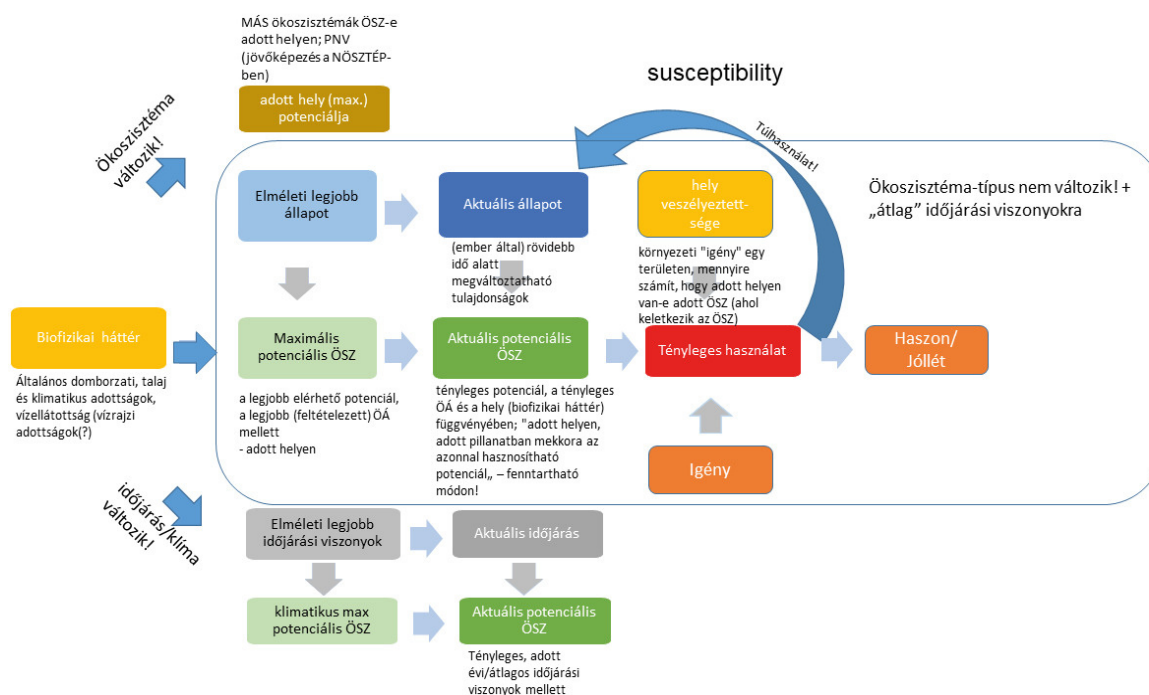 MÁS ökoszisztémák ÖSZ-e
adott helyen; PNV
(jövőképezés a NÖSZTÉP-
ben)
susceptibility
adott hely (max.)
potenciálja
Ökoszisztéma
változik!
Túlhasználat!
Elméleti legjobb
állapot
Aktuális állapot
hely
veszélyeztett-
sége
Ökoszisztéma-típus nem változik! +
„átlag” időjárási viszonyokra
(ember által) rövidebb
idő alatt
megváltoztatható
tulajdonságok
környezeti "igény" egy
területen, mennyire
számít, hogy adott helyen
van-e adott ÖSZ (ahol
keletkezik az ÖSZ)
Biofizikai háttér
Maximális
potenciális ÖSZ
Aktuális potenciális
ÖSZ
Tényleges használat
Haszon/
Jóllét
Általános domborzati, talaj
és klimatikus adottságok,
vízellátottság (vízrajzi
adottságok(?)
a legjobb elérhető potenciál,
a legjobb (feltételezett) ÖÁ
mellett
- adott helyen
tényleges potenciál, a tényleges
ÖÁ és a hely (biofizikai háttér)
függvényében; "adott helyen,
adott pillanatban mekkora az
azonnal hasznosítható
potenciál„ – fenntartható
módon!
Igény
időjárás/klíma
változik!
Elméleti legjobb
időjárási viszonyok
Aktuális időjárás
klimatikus max
potenciális ÖSZ
Aktuális potenciális
ÖSZ
Tényleges, adott
évi/átlagos időjárási
viszonyok mellett